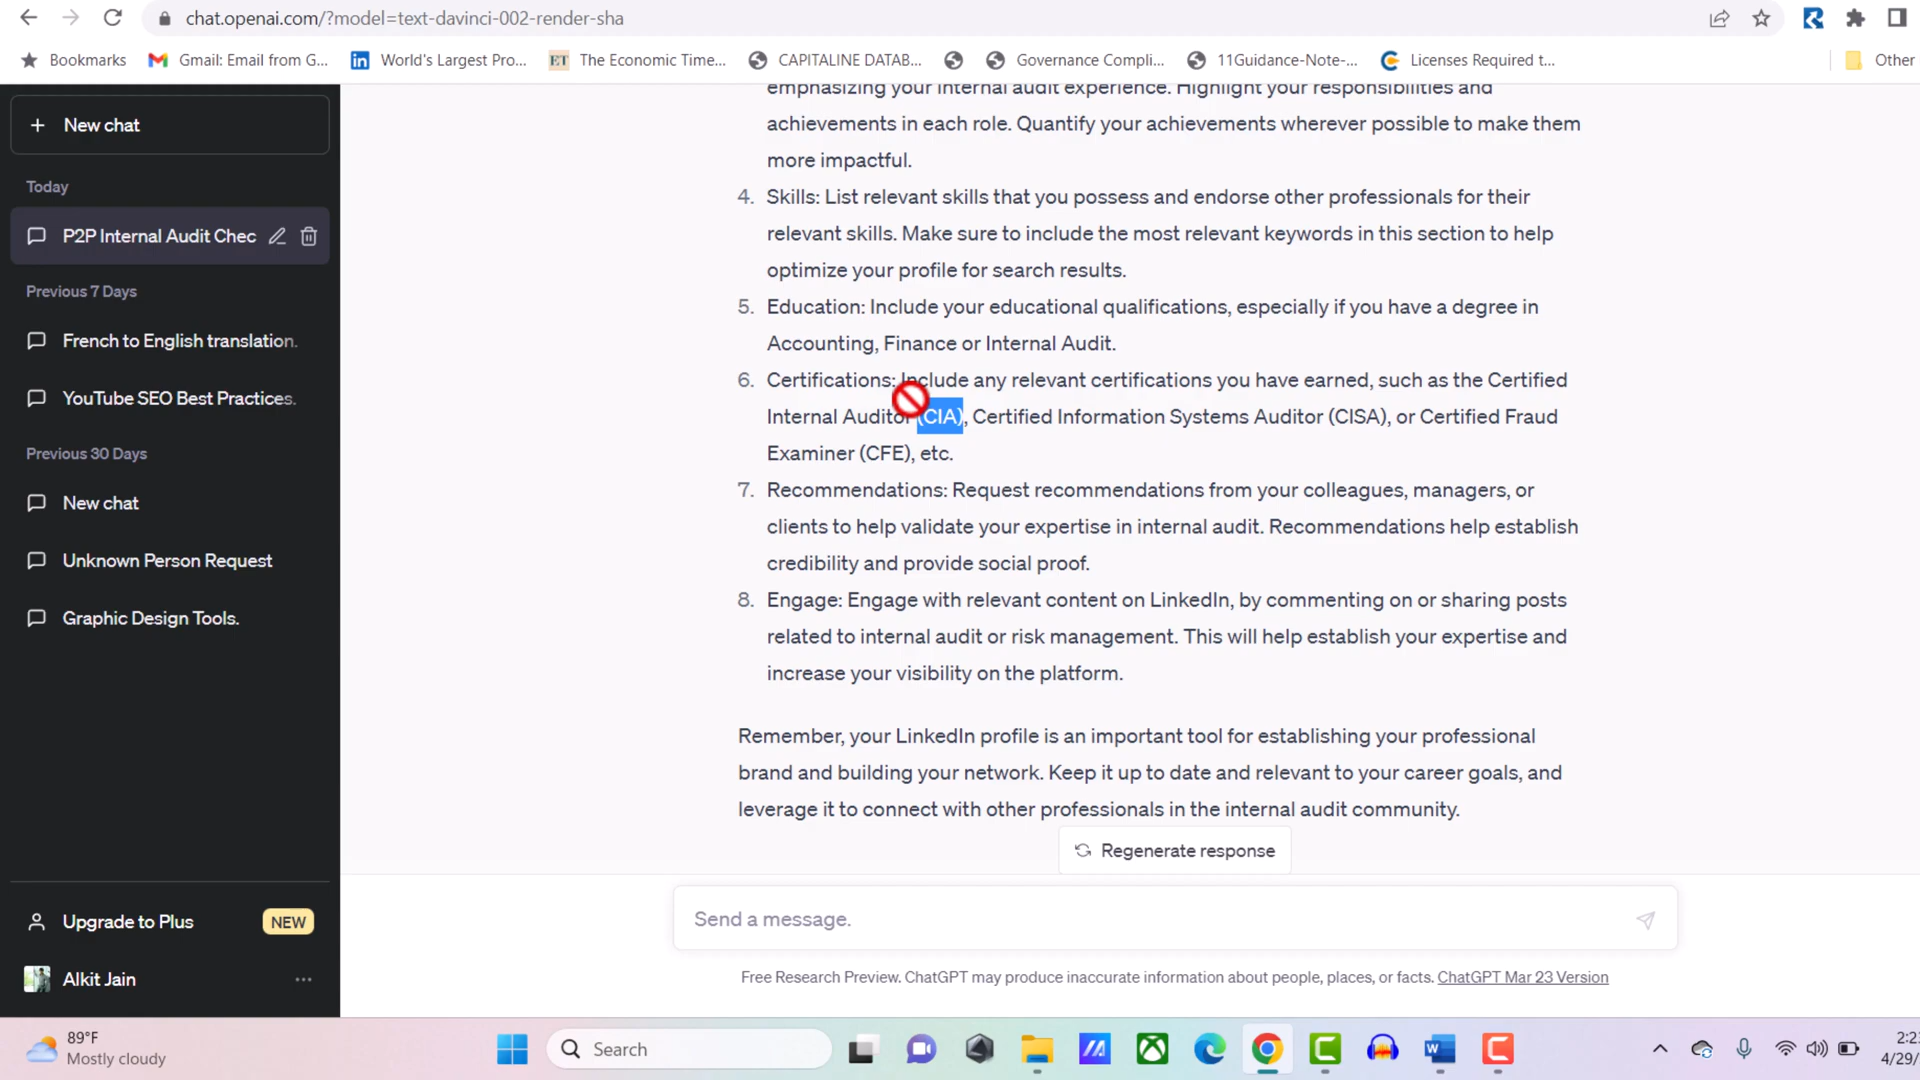 chat.openai.com/?model=text-davinci-002-render-sha
Bookmarks
Gmail: Email from G...
World's Largest Pro...
ET
The Economic Time...
CAPITALINE DATAB...
Governance Compli...
11Guidance-Note-...
Licenses Required t...
Other
+ New chat
Today
P2P Internal Audit Chec
Previous 7 Days
French to English translation.
YouTube SEO Best Practices.
Previous 30 Days
New chat
Unknown Person Request
Graphic Design Tools.
Upgrade to Plus
NEW
Alkit Jain
...
emphasizing your internal audit experience. Highlight your responsibilities and
achievements in each role. Quantify your achievements wherever possible to make them
more impactful.
4. Skills: List relevant skills that you possess and endorse other professionals for their
relevant skills. Make sure to include the most relevant keywords in this section to help
optimize your profile for search results.
5. Education: Include your educational qualifications, especially if you have a degree in
Accounting, Finance or Internal Audit.
6. Certifications: Include any relevant certifications you have earned, such as the Certified
Internal Auditor (CIA), Certified Information Systems Auditor (CISA), or Certified Fraud
Examiner (CFE), etc.
7. Recommendations: Request recommendations from your colleagues, managers, or
clients to help validate your expertise in internal audit. Recommendations help establish
credibility and provide social proof.
8. Engage: Engage with relevant content on LinkedIn, by commenting on or sharing posts
related to internal audit or risk management. This will help establish your expertise and
increase your visibility on the platform.
Remember, your LinkedIn profile is an important tool for establishing your professional
brand and building your network. Keep it up to date and relevant to your career goals, and
leverage it to connect with other professionals in the internal audit community.
Regenerate response
Send a message.
Free Research Preview. ChatGPT may produce inaccurate information about people, places, or facts. ChatGPT Mar 23 Version
89°F
Mostly cloudy
Search
2:2
4/29/